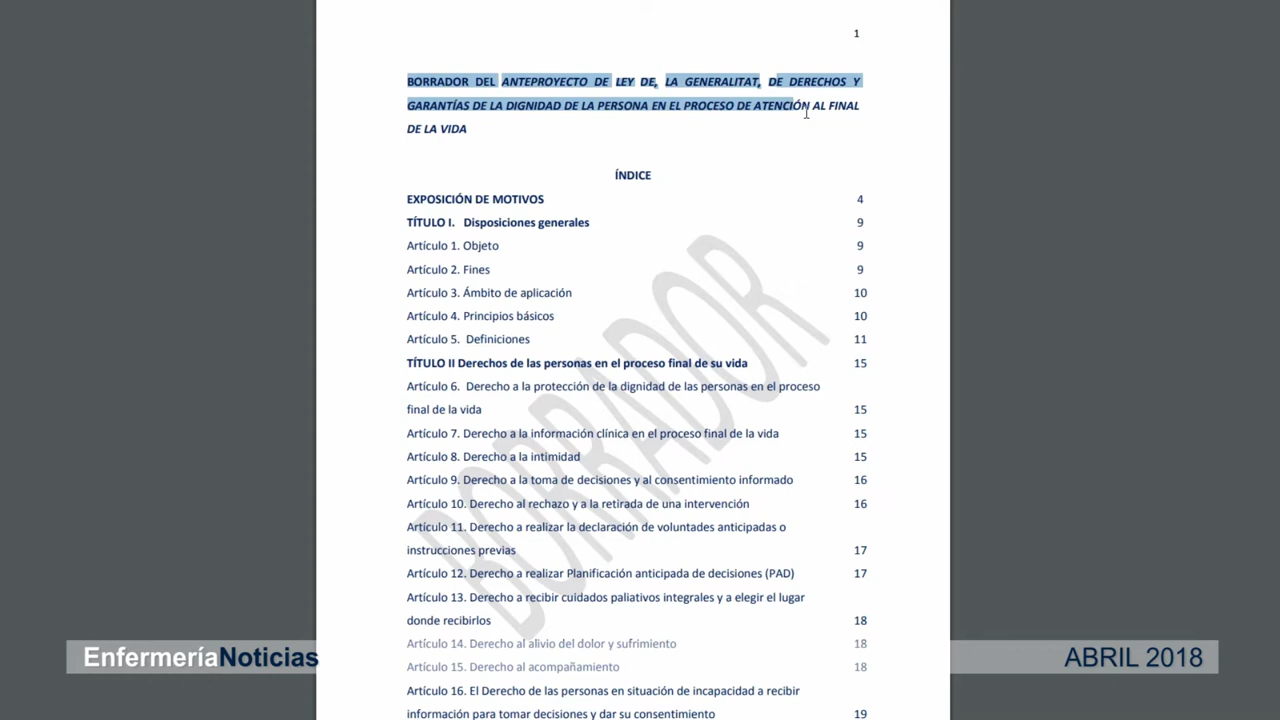 1
BORRADOR DEL ANTEPROYECTO DE LEY DE, LA GENERALITAT, DE DERECHOS Y
GARANTÍAS DE LA DIGNIDAD DE LA PERSONA EN EL PROCESO DE ATENCIÓN AL FINAL
DE LA VIDA
ÍNDICE
EXPOSICIÓN DE MOTIVOS 4
TÍTULO I. Disposiciones generales 9
Artículo 1. Objeto 9
Artículo 2. Fines 9
Artículo 3. Ámbito de aplicación 10
Artículo 4. Principios básicos 10
Artículo 5. Definiciones 11
TÍTULO II Derechos de las personas en el proceso final de su vida 15
Artículo 6. Derecho a la protección de la dignidad de las personas en el proceso
final de la vida 15
Artículo 7. Derecho a la información clínica en el proceso final de la vida 15
Artículo 8. Derecho a la intimidad 15
Artículo 9. Derecho a la toma de decisiones y al consentimiento informado 16
Artículo 10. Derecho al rechazo y a la retirada de una intervención 16
Artículo 11. Derecho a realizar la declaración de voluntades anticipadas o
instrucciones previas 17
Artículo 12. Derecho a realizar Planificación anticipada de decisiones (PAD) 17
Artículo 13. Derecho a recibir cuidados paliativos integrales y a elegir el lugar
donde recibirlos 18
Artículo 14. Derecho al alivio del dolor y sufrimiento 18
Artículo 15. Derecho al acompañamiento 18
Artículo 16. El Derecho de las personas en situación de incapacidad a recibir
información para tomar decisiones y dar su consentimiento 19
BORRADOR
EnfermeríaNoticias
ABRIL 2018